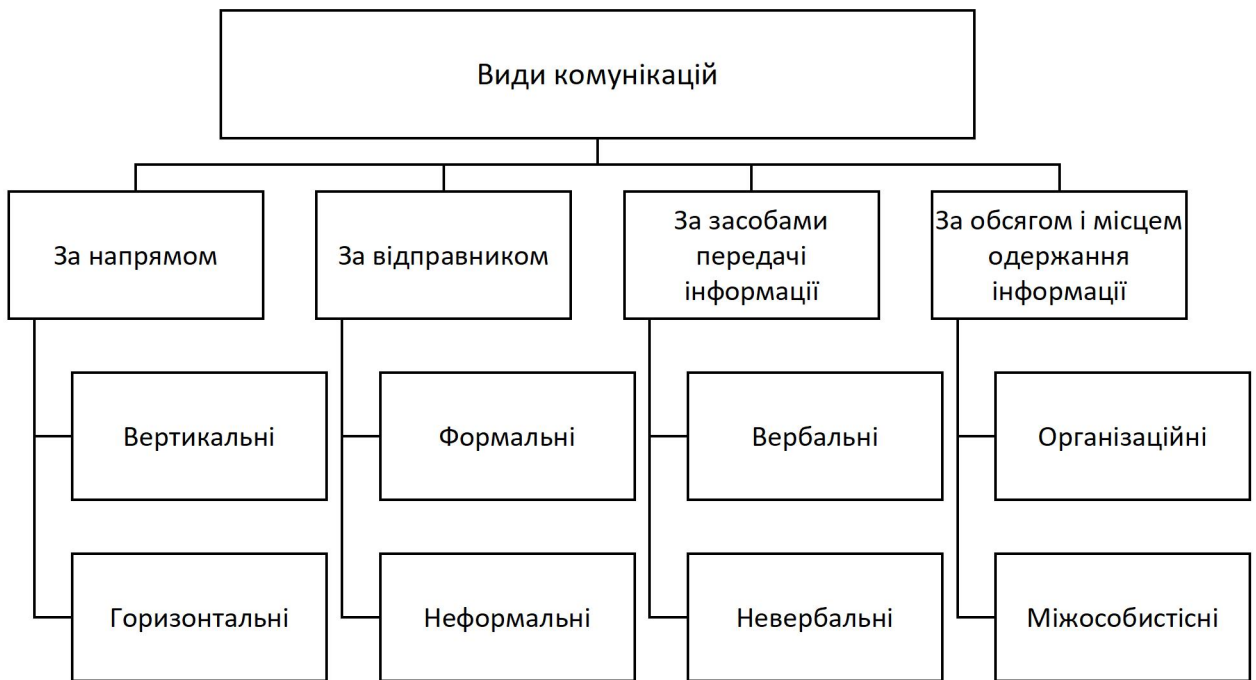 Види комунікацій
За напрямом
За відправником
За засобами
передачі
інформації
За обсягом і місцем
одержання
інформації
Вертикальні
Формальні
Вербальні
Організаційні
Горизонтальні
Неформальні
Невербальні
Міжособистісні